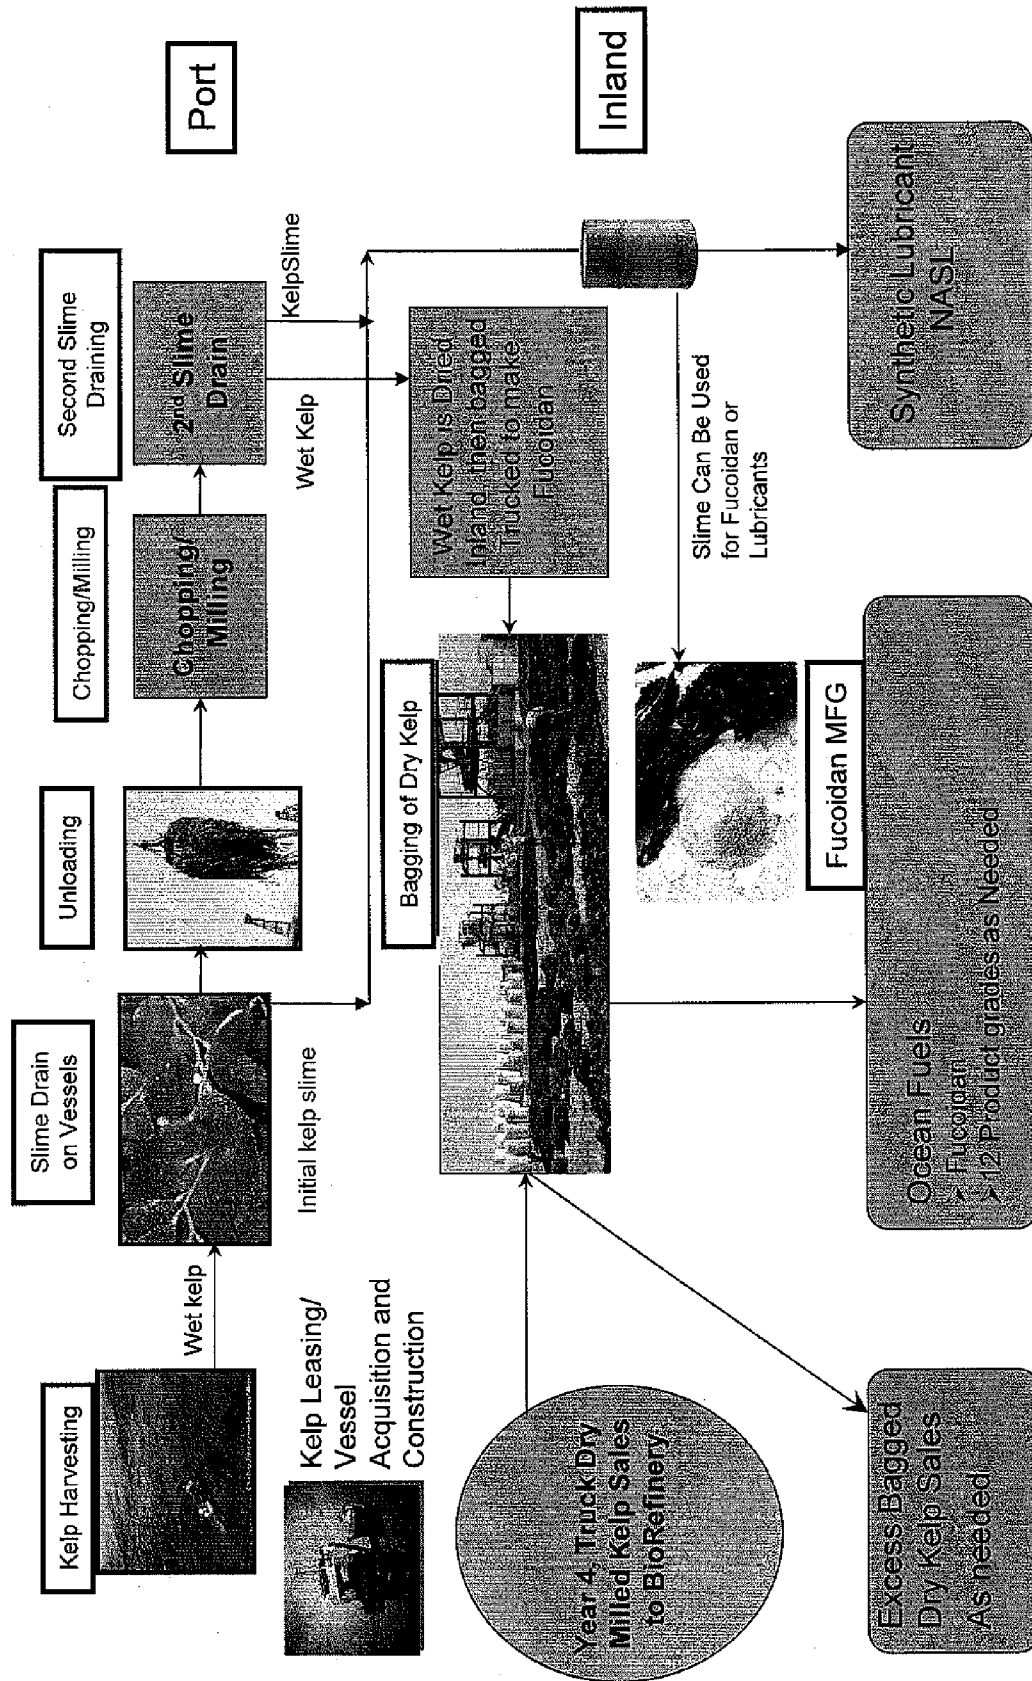 Kelp Harvesting
Wet kelp
Slime Drain
on Vessels
Initial kelp slime
Unloading
Chopping/Milling
Chopping/
Milling
Second Slime
Draining
2nd Slime
Drain
Port
Wet Kelp
KelpSlime
Kelp Leasing/
Vessel
Acquisition and
Construction
Bagging of Dry Kelp
Wet Kelp is Dried
Inland, then bagged
Trucked to make
Fucoidan
Inland
Year 4, Truck Dry
Milled Kelp Sales
to BioRefinery
Slime Can Be Used
for Fucoidan or
Lubricants
Fucoidan MFG
Excess Bagged
Dry Kelp Sales
As needed
Ocean Fuels
➢ Fucoidan
➢ 12 Product grades as Needed
Synthetic Lubricant
NASL